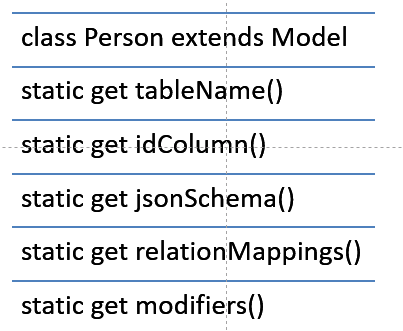 class Person extends Model
static get tableName()
static get idColumn()
static get jsonSchema()
static get relationMappings()
static get modifiers()